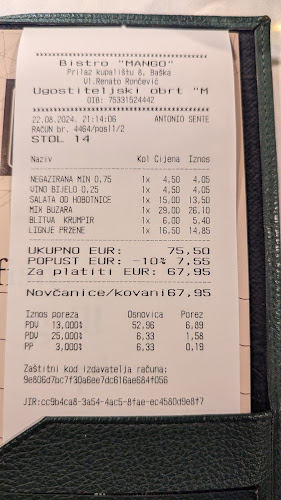 ****************************************
Bistro "MANGO"
Prilaz kupalištu 8, Baška
Vl.Renato Rončević
Ugostiteljski obrt "M
OIB: 75331524442
****************************************
22.08.2024. 21:14:06 ANTONIO SENTE
RAČUN br. 4464/posl1/2
STOL 14
Naziv Kol Cijena Iznos
NEGAZIRANA MIN 0,75 1x 4,50 4,05
VINO BIJELO 0,25 1x 4,50 4,05
SALATA OD HOBOTNICE 1x 15,00 13,50
MIX BUZARA 1x 29,00 26,10
BLITVA KRUMPIR 1x 6,00 5,40
LIGNJE PRŽENE 1x 16,50 14,85
UKUPNO EUR: 75,50
POPUST EUR: -10% 7,55
Za platiti EUR: 67,95
Novčanice/kovani67,95
Iznos poreza Osnovica Porez
PDV 13,000% 52,96 6,89
PDV 25,000% 6,33 1,58
PP 3,000% 6,33 0,19
Zaštitni kod izdavatelja računa:
9e806d7bc7f30a6ee7dc616ae684f056
JIR:cc9b4ca8-3a54-4ac5-8fae-ec4580d9e8f7